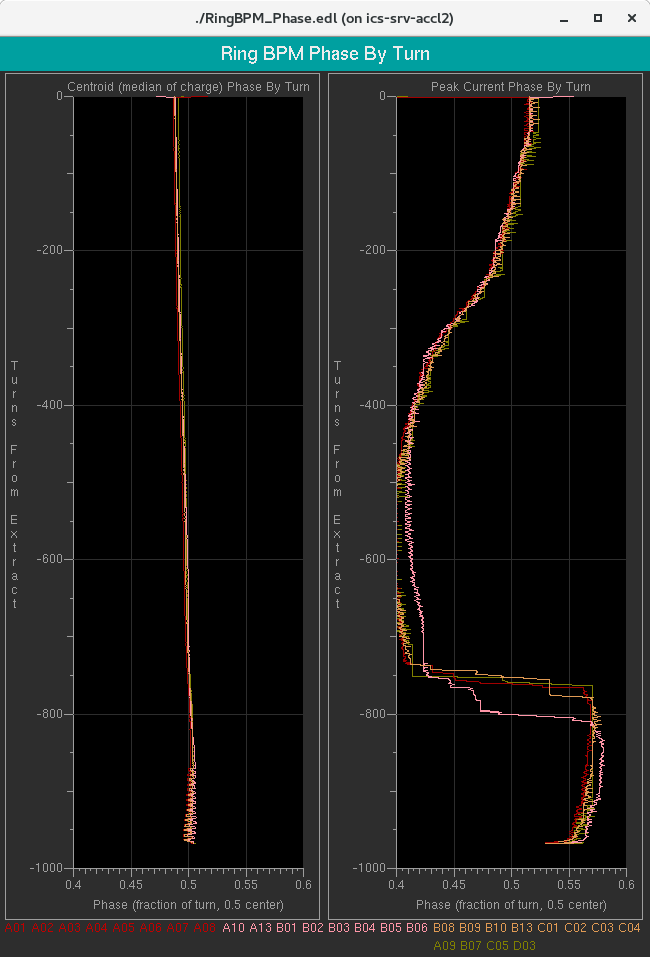 ./RingBPM_Phase.edl (on ics-srv-accl2)
Ring BPM Phase By Turn
Centroid (median of charge) Phase By Turn
0
-200
-400
-600
-800
-1000
Turns From Extract
0.4 0.45 0.5 0.55 0.6
Phase (fraction of turn, 0.5 center)
Peak Current Phase By Turn
0
-200
-400
-600
-800
-1000
Turns From Extract
0.4 0.45 0.5 0.55 0.6
Phase (fraction of turn, 0.5 center)
A01 A02 A03 A04 A05 A06 A07 A08 A10 A13 B01 B02 B03 B04 B05 B06 B08 B09 B10 B13 C01 C02 C03 C04
A09 B07 C05 D03